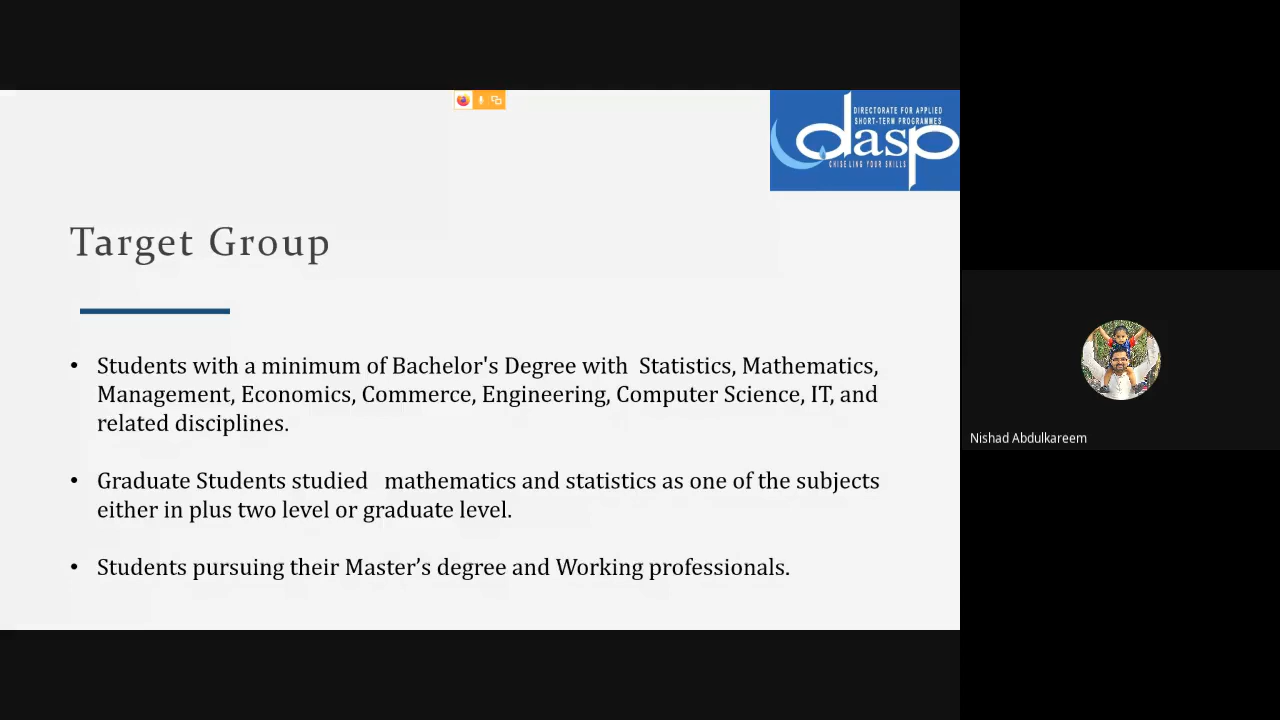 DIRECTORATE FOR APPLIED
SHORT-TERM PROGRAMMES
dasp
CHISELING YOUR SKILLS
Target Group
• Students with a minimum of Bachelor's Degree with  Statistics, Mathematics,
Management, Economics, Commerce, Engineering, Computer Science, IT, and
related disciplines.
• Graduate Students studied   mathematics and statistics as one of the subjects
either in plus two level or graduate level.
• Students pursuing their Master’s degree and Working professionals.
Nishad Abdulkareem